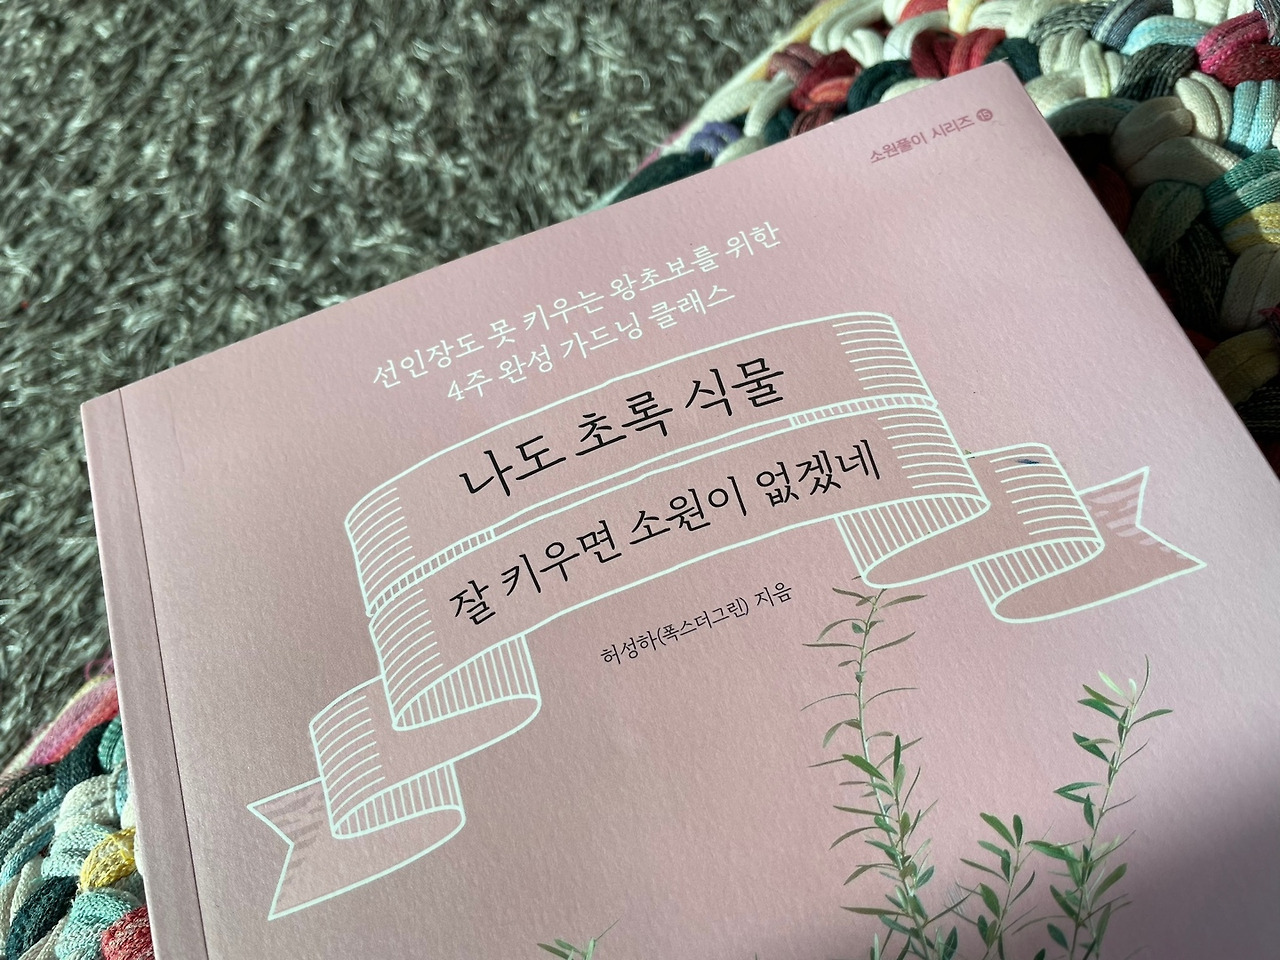 소원풀이 시리즈 15
선인장도 못 키우는 왕초보를 위한
4주 완성 가드닝 클래스
나도 초록 식물
잘 키우면 소원이 없겠네
허성하(폭스더그린) 지음